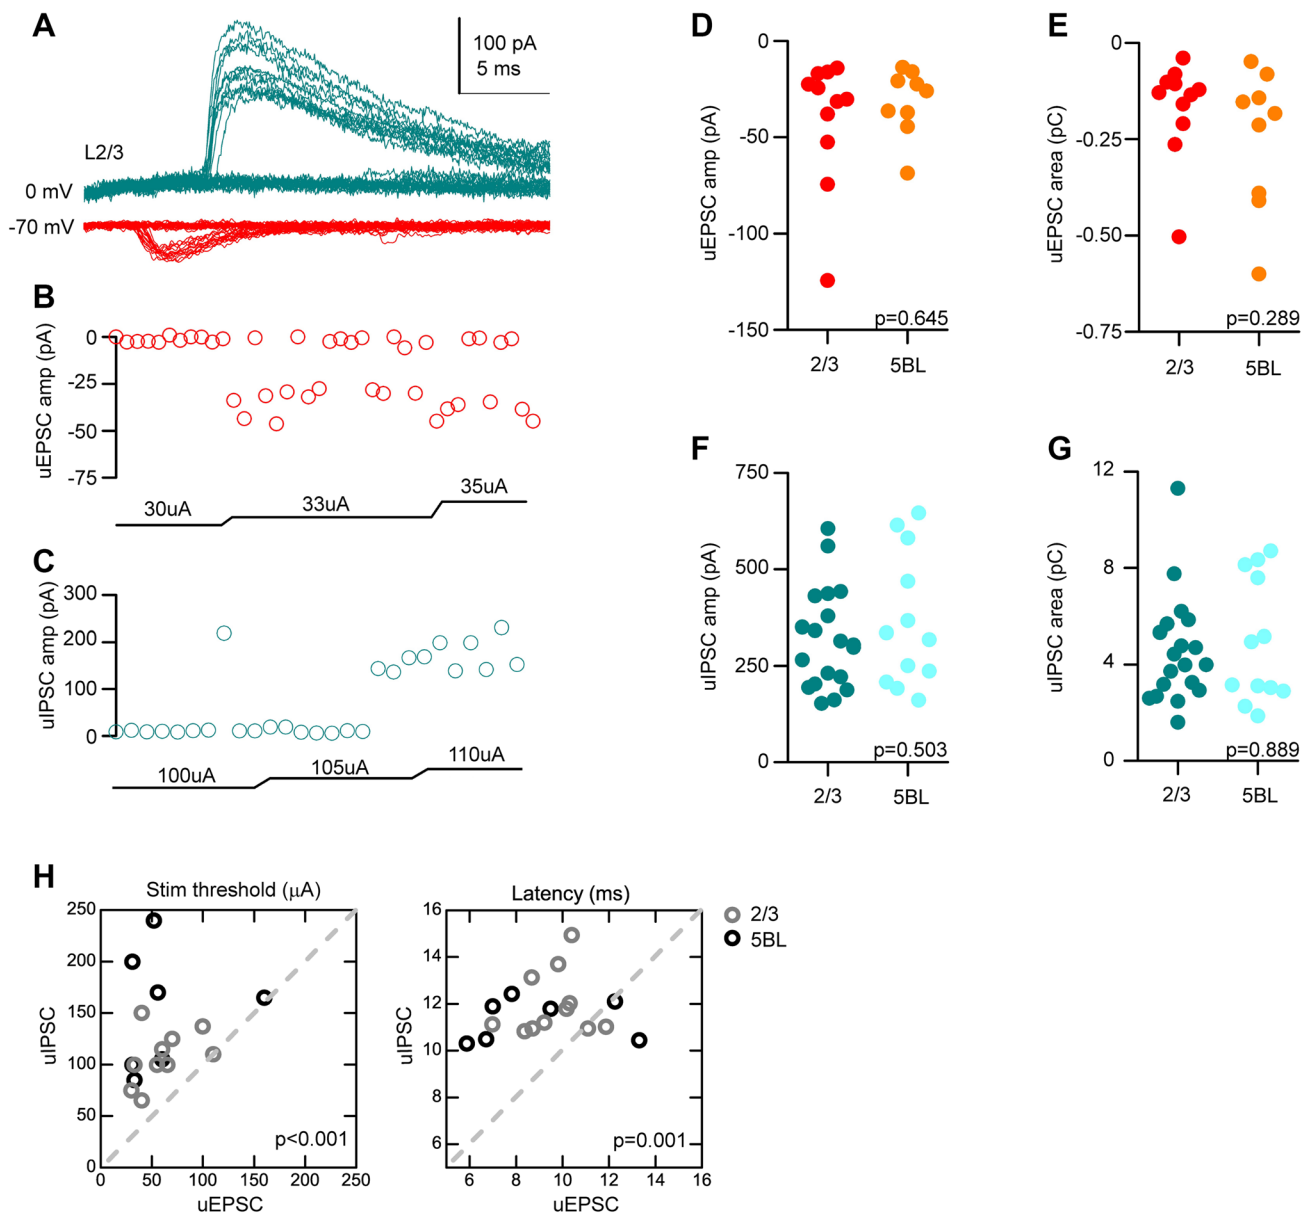 A
100 pA
5 ms
L2/3
0 mV
-70 mV
B
uEPSC amp (pA)
0
-25
-50
-75
30uA
33uA
35uA
C
uIPSC amp (pA)
300
200
100
0
100uA
105uA
110uA
D
uEPSC amp (pA)
0
-50
-100
-150
p=0.645
2/3
5BL
E
uEPSC area (pC)
0
-0.25
-0.50
-0.75
p=0.289
2/3
5BL
F
uIPSC amp (pA)
750
500
250
0
p=0.503
2/3
5BL
G
uIPSC area (pC)
12
8
4
0
p=0.889
2/3
5BL
H
Stim threshold (μA)
uIPSC
250
200
150
100
50
0
p<0.001
0 50 100 150 200 250
uEPSC
Latency (ms)
uIPSC
16
14
12
10
8
6
p=0.001
6 8 10 12 14 16
uEPSC
2/3
5BL